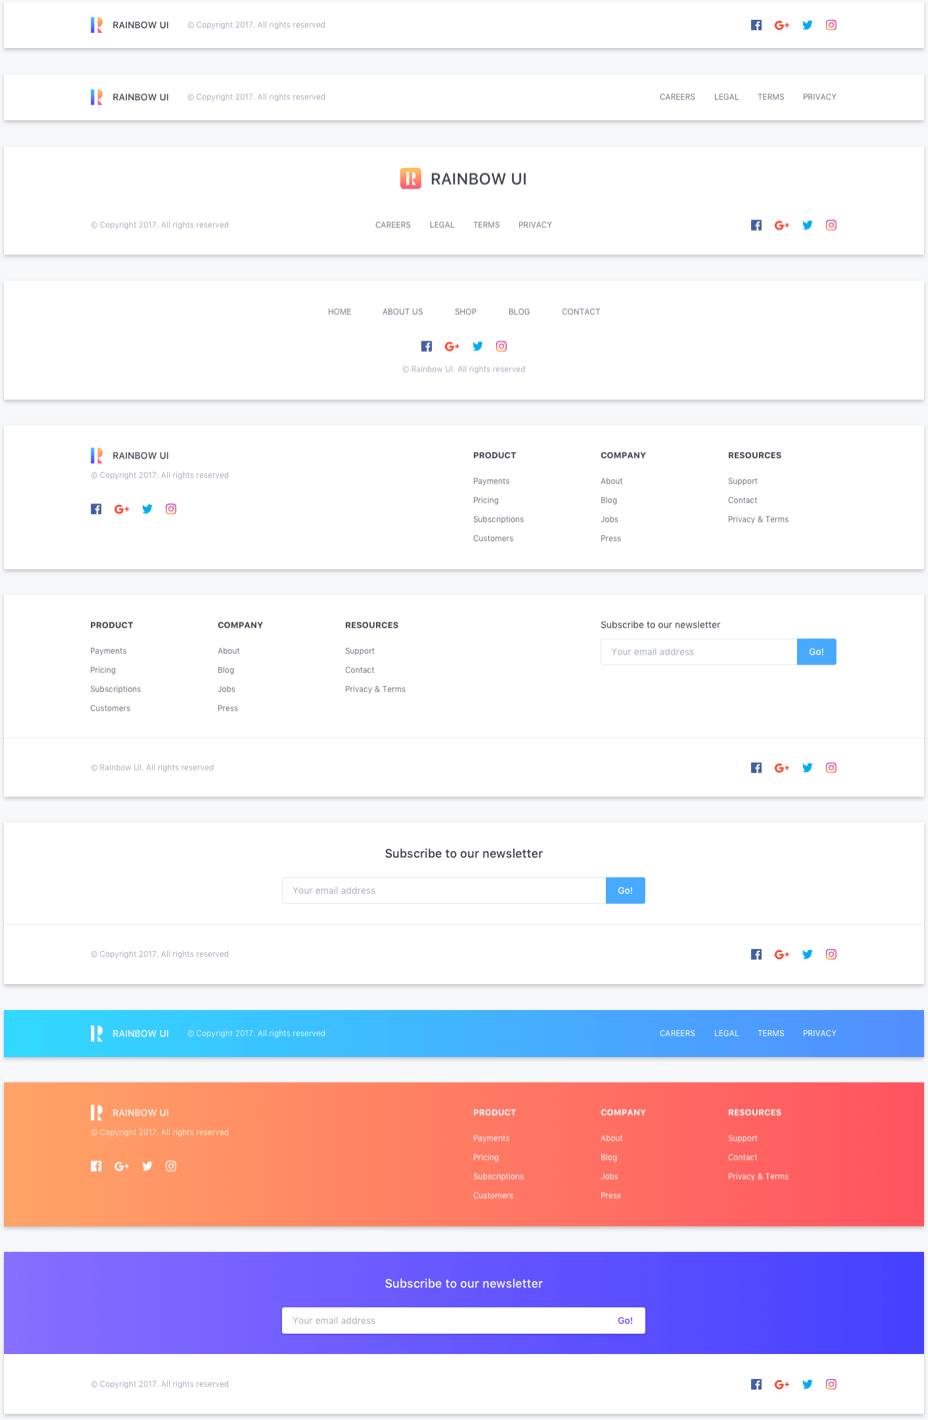 RAINBOW UI © Copyright 2017. All rights reserved
RAINBOW UI © Copyright 2017. All rights reserved CAREERS LEGAL TERMS PRIVACY
RAINBOW UI
© Copyright 2017. All rights reserved CAREERS LEGAL TERMS PRIVACY
HOME ABOUT US SHOP BLOG CONTACT
© Rainbow UI. All rights reserved
RAINBOW UI PRODUCT COMPANY RESOURCES
© Copyright 2017. All rights reserved
Payments About Support
Pricing Blog Contact
Subscriptions Jobs Privacy & Terms
Customers Press
PRODUCT COMPANY RESOURCES Subscribe to our newsletter
Payments About Support Your email address Go!
Pricing Blog Contact
Subscriptions Jobs Privacy & Terms
Customers Press
© Rainbow UI. All rights reserved
Subscribe to our newsletter
Your email address Go!
© Copyright 2017. All rights reserved
RAINBOW UI © Copyright 2017. All rights reserved CAREERS LEGAL TERMS PRIVACY
RAINBOW UI PRODUCT COMPANY RESOURCES
© Copyright 2017. All rights reserved
Payments About Support
Pricing Blog Contact
Subscriptions Jobs Privacy & Terms
Customers Press
Subscribe to our newsletter
Your email address Go!
© Copyright 2017. All rights reserved